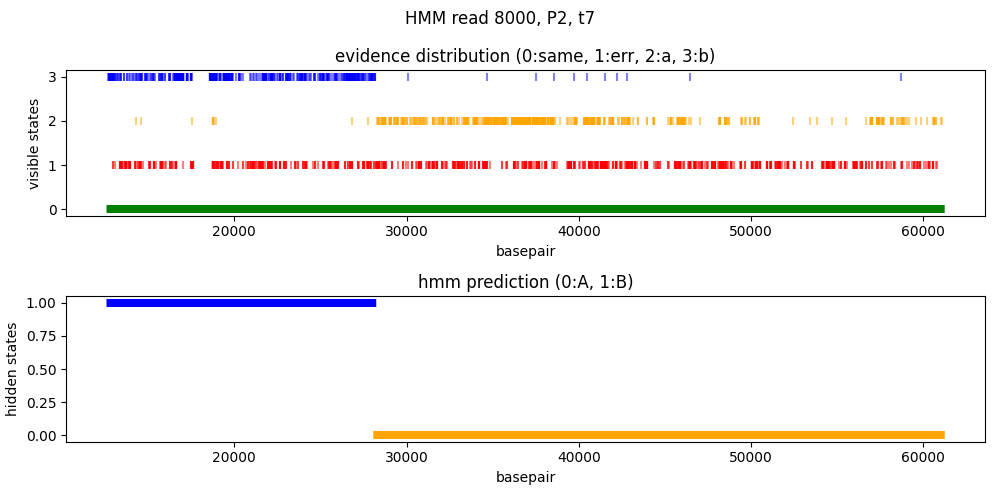 HMM read 8000, P2, t7
evidence distribution (0:same, 1:err, 2:a, 3:b)
visible states
3
2
1
0
20000 30000 40000 50000 60000
basepair
hmm prediction (0:A, 1:B)
hidden states
1.00
0.75
0.50
0.25
0.00
20000 30000 40000 50000 60000
basepair